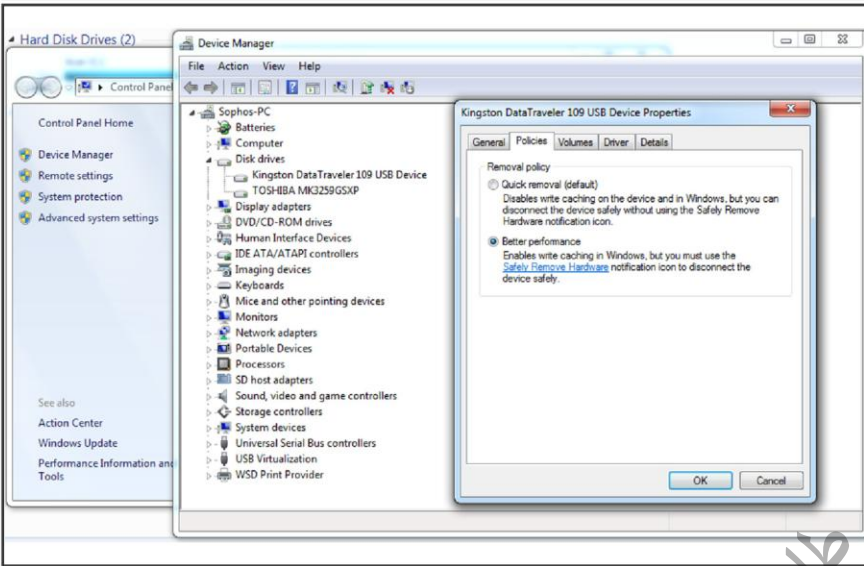 Hard Disk Drives (2)
Control Panel
Control Panel Home
Device Manager
Remote settings
System protection
Advanced system settings
See also
Action Center
Windows Update
Performance Information and
Tools
Device Manager
File Action View Help
Sophos-PC
Batteries
Computer
Disk drives
Kingston DataTraveler 109 USB Device
TOSHIBA MK3259GSXP
Display adapters
DVD/CD-ROM drives
Human Interface Devices
IDE ATA/ATAPI controllers
Imaging devices
Keyboards
Mice and other pointing devices
Monitors
Network adapters
Portable Devices
Processors
SD host adapters
Sound, video and game controllers
Storage controllers
System devices
Universal Serial Bus controllers
USB Virtualization
WSD Print Provider
Kingston DataTraveler 109 USB Device Properties
General Policies Volumes Driver Details
Removal policy
Quick removal (default)
Disables write caching on the device and in Windows, but you can
disconnect the device safely without using the Safely Remove
Hardware notification icon.
Better performance
Enables write caching in Windows, but you must use the
Safely Remove Hardware notification icon to disconnect the
device safely.
OK Cancel